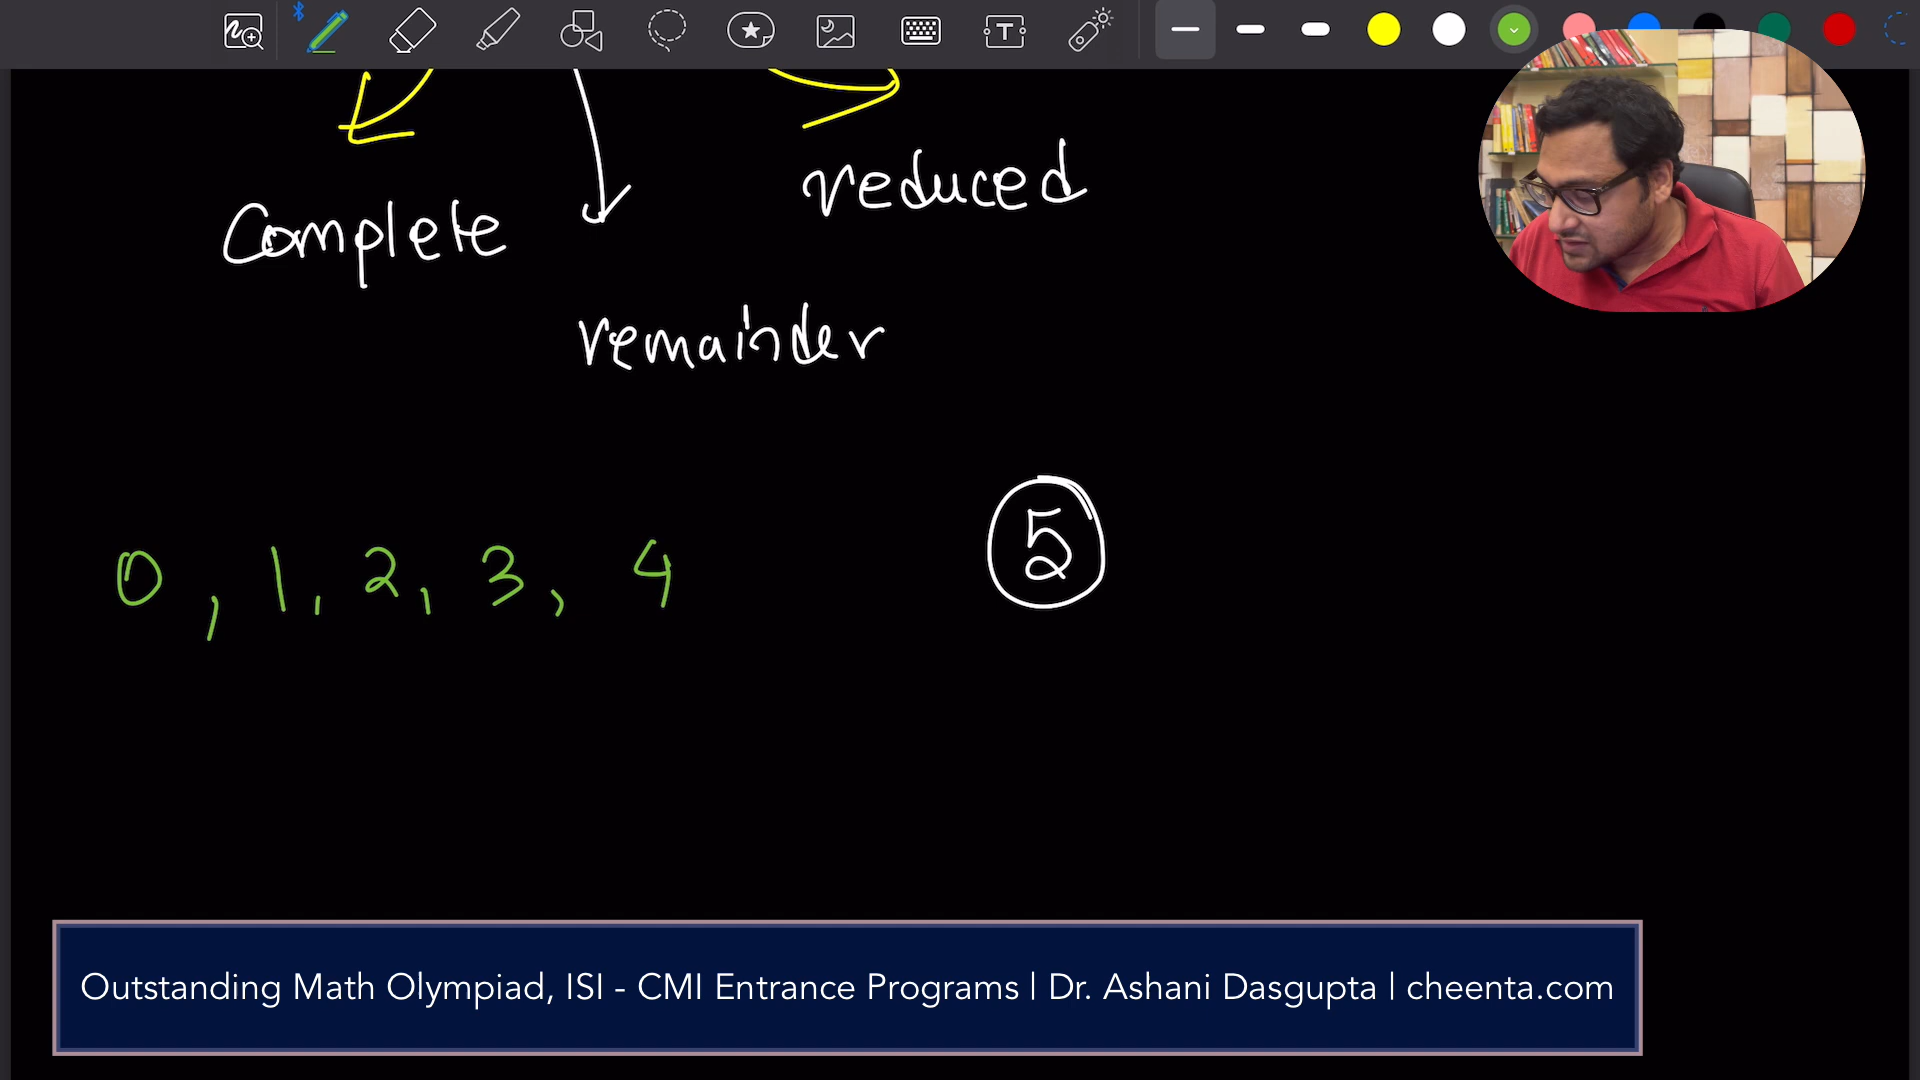 reduced
Complete
remainder
5
0, 1, 2, 3, 4
Outstanding Math Olympiad, ISI - CMI Entrance Programs | Dr. Ashani Dasgupta | cheenta.com